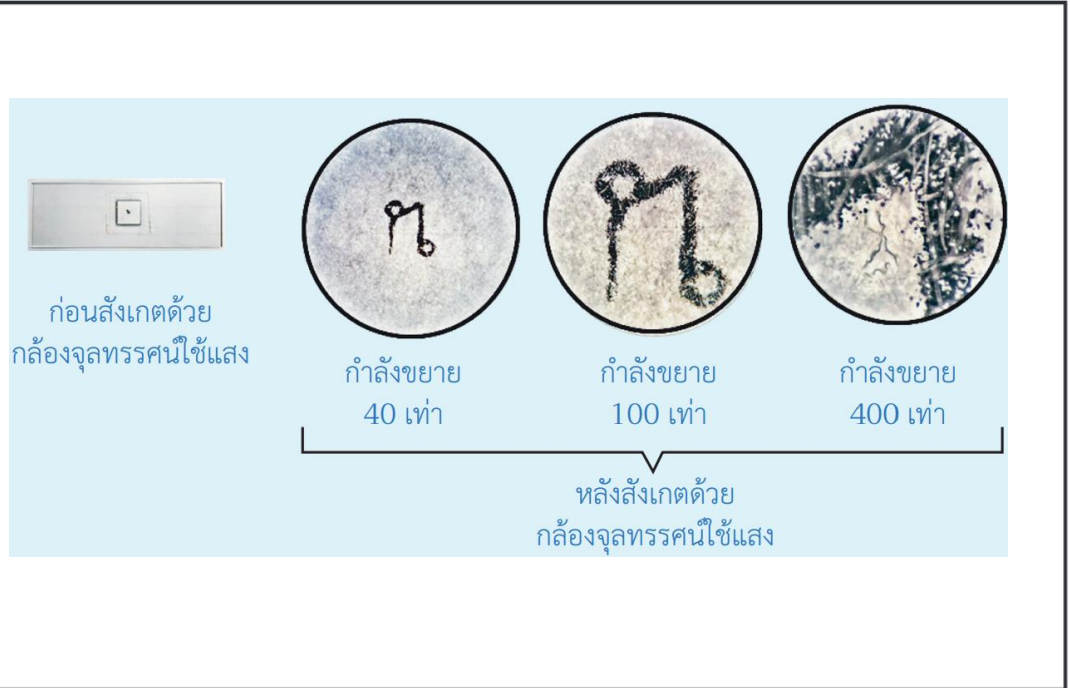 ก่อนสังเกตด้วย
กล้องจุลทรรศน์ใช้แสง
กำลังขยาย
40 เท่า
กำลังขยาย
100 เท่า
กำลังขยาย
400 เท่า
หลังสังเกตด้วย
กล้องจุลทรรศน์ใช้แสง